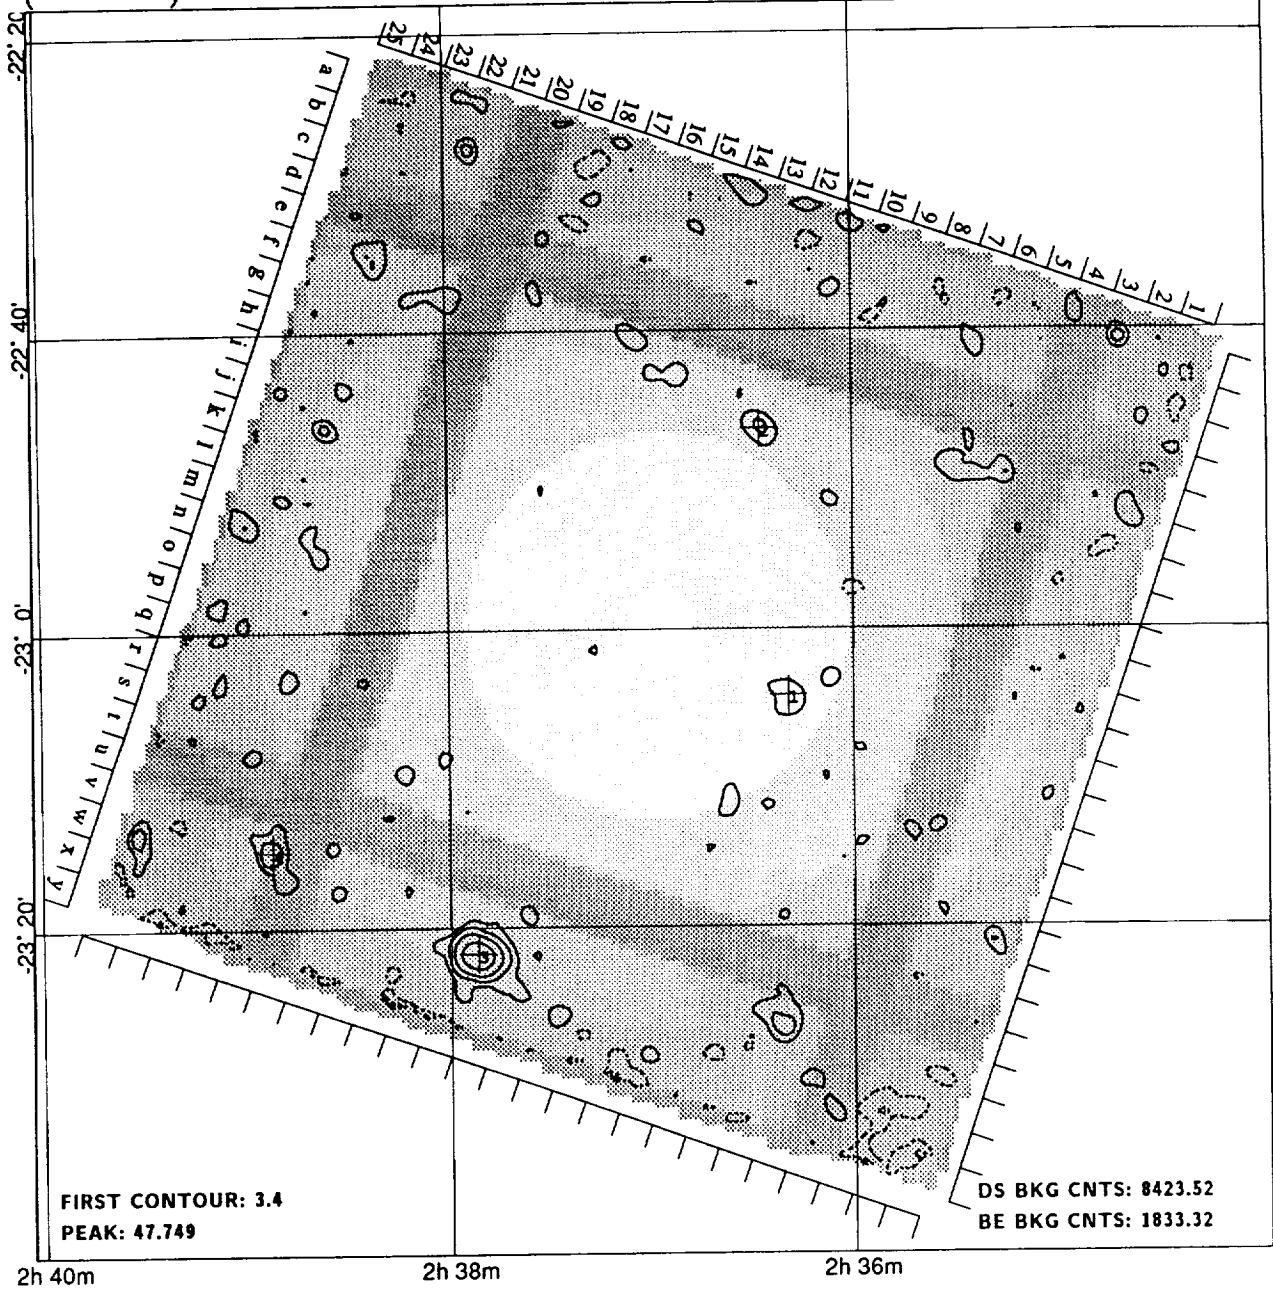 -22° 20'
25 24 23 22 21 20 19 18 17 16 15 14 13 12 11 10 9 8 7 6 5 4 3 2 1
a b c d e f g h i j k l m n o p q r s t u v w x y
-22° 40'
-23° 0'
-23° 20'
1
3
FIRST CONTOUR: 3.4
PEAK: 47.749
DS BKG CNTS: 8423.52
BE BKG CNTS: 1833.32
2h 40m
2h 38m
2h 36m